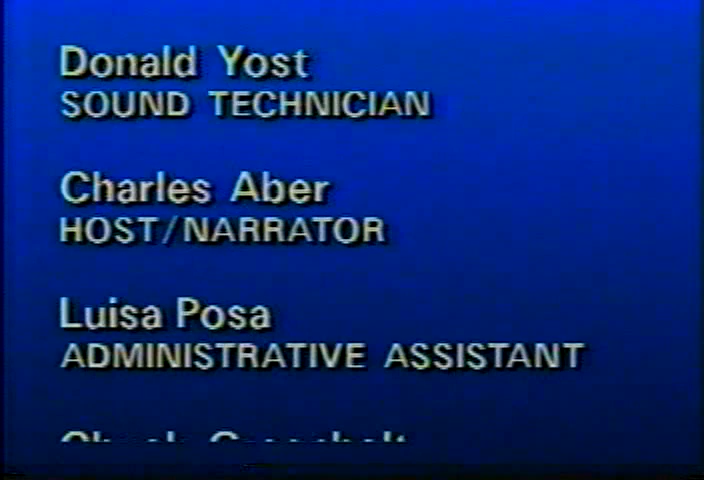 Donald Yost
SOUND TECHNICIAN
Charles Aber
HOST/NARRATOR
Luisa Posa
ADMINISTRATIVE ASSISTANT